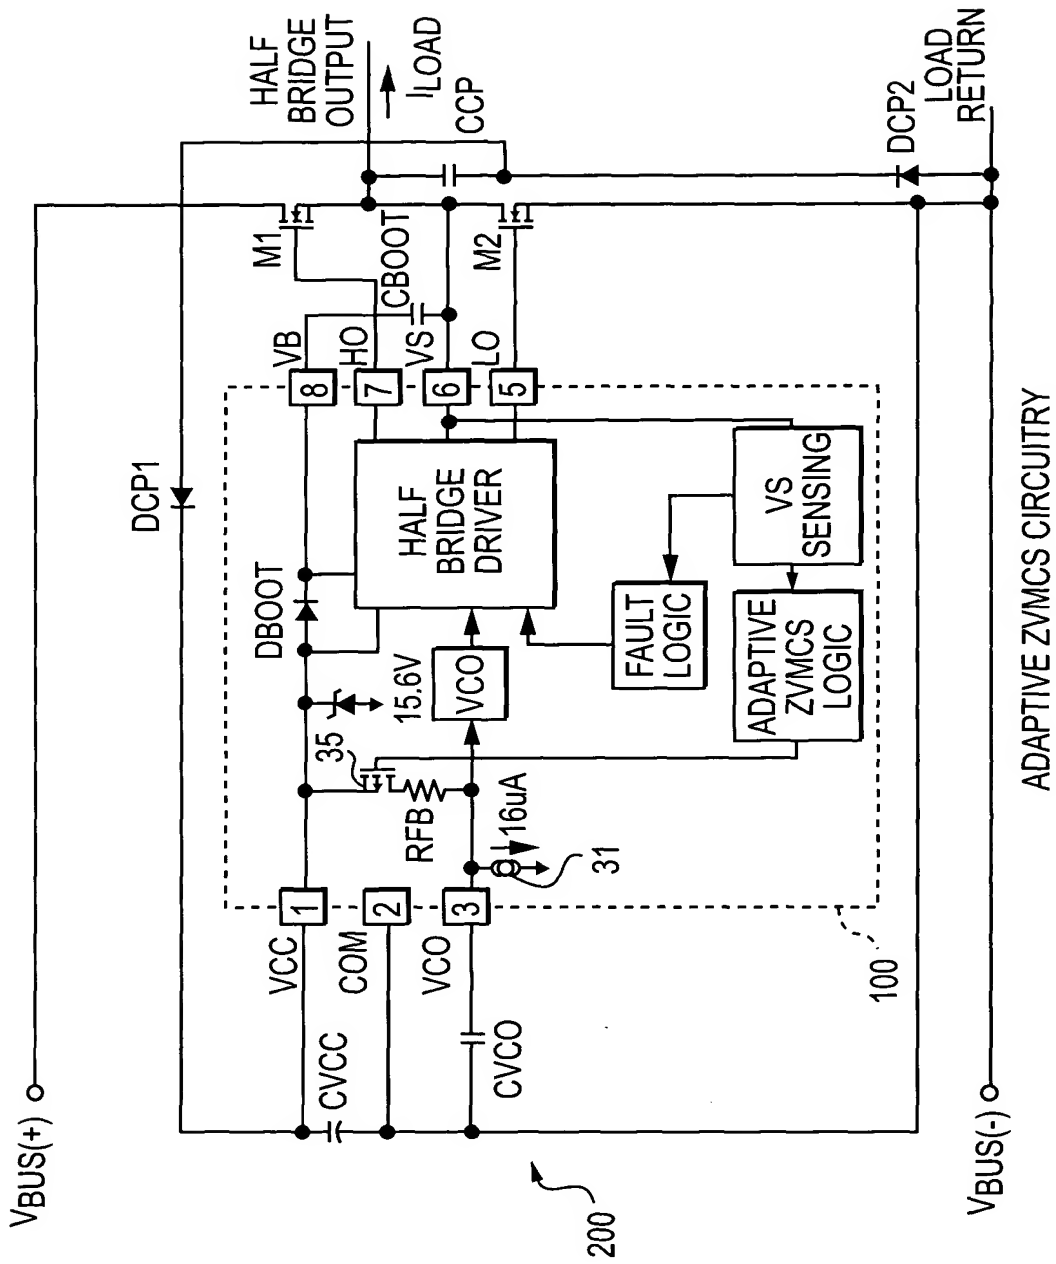 VBUS(+)
VBUS(-)
200
CVCC
CVCO
VCC
COM
VCO
1
2
3
100
DCP1
DBOOT
15.6V
35
RFB
16uA
31
VCO
HALF
BRIDGE
DRIVER
FAULT
LOGIC
ADAPTIVE
ZVMCS
LOGIC
VS
SENSING
8
7
6
5
VB
HO
VS
LO
CBOOT
M1
M2
HALF
BRIDGE
OUTPUT
ILOAD
CCP
DCP2
LOAD
RETURN
ADAPTIVE ZVMCS CIRCUITRY